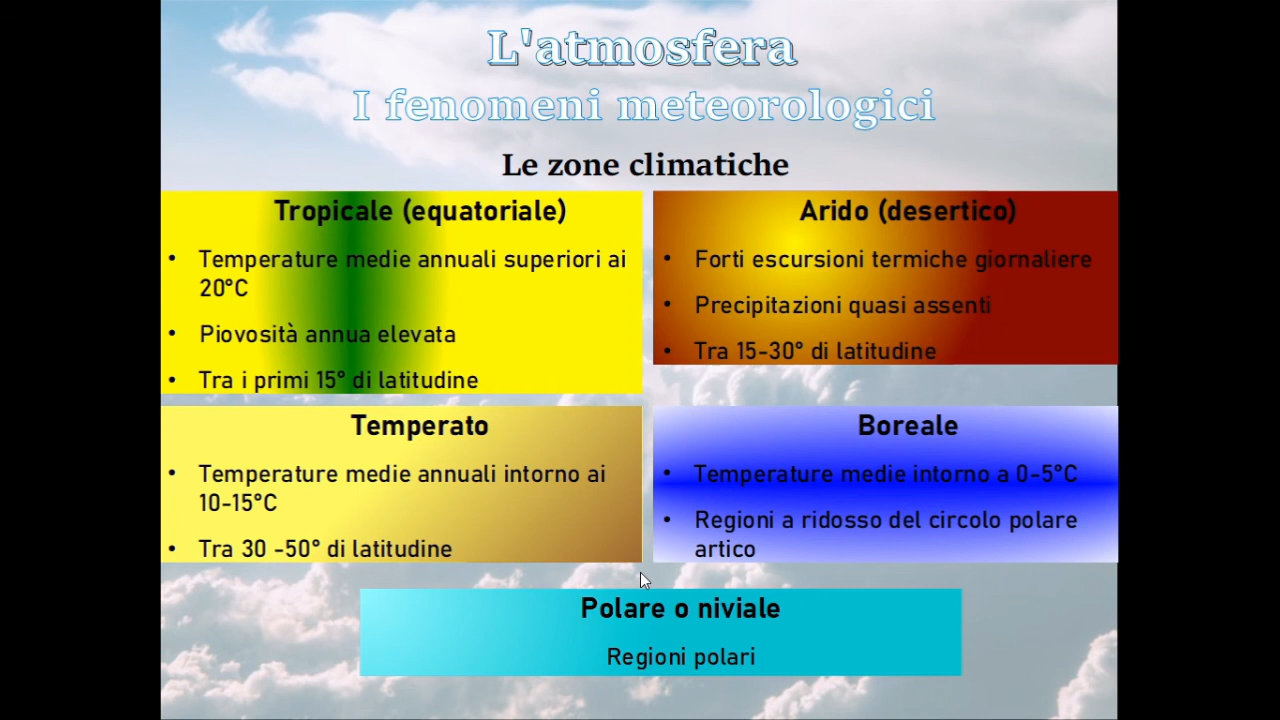 L'atmosfera
I fenomeni meteorologici
Le zone climatiche
Tropicale (equatoriale)
• Temperature medie annuali superiori ai
20°C
• Piovosità annua elevata
• Tra i primi 15° di latitudine
Arido (desertico)
• Forti escursioni termiche giornaliere
• Precipitazioni quasi assenti
• Tra 15-30° di latitudine
Temperato
• Temperature medie annuali intorno ai
10-15°C
• Tra 30 -50° di latitudine
Boreale
• Temperature medie intorno a 0-5°C
• Regioni a ridosso del circolo polare
artico
Polare o niviale
Regioni polari